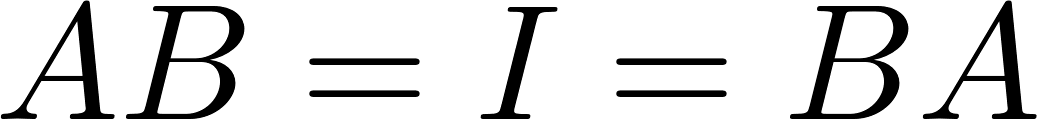 AB = I = BA